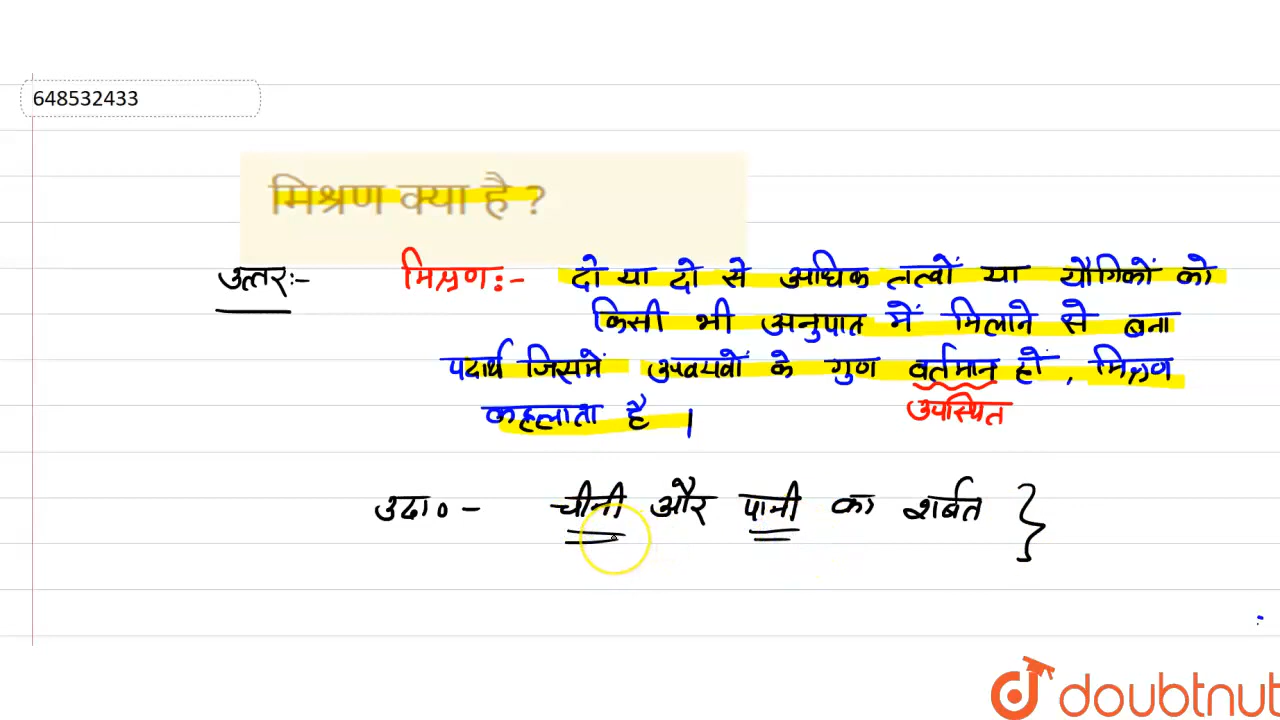 648532433
मिश्रण क्या है ?
उत्तरः- मिश्रण:- दो या दो से अधिक तत्वों या यौगिकों को
किसी भी अनुपात में मिलाने से बना
पदार्थ जिसमें के गुण वर्तमान हों, मिश्रण
कहलाता है ।
उपस्थित
उदा०- चीनी और पानी का शर्बत }
doubtnut